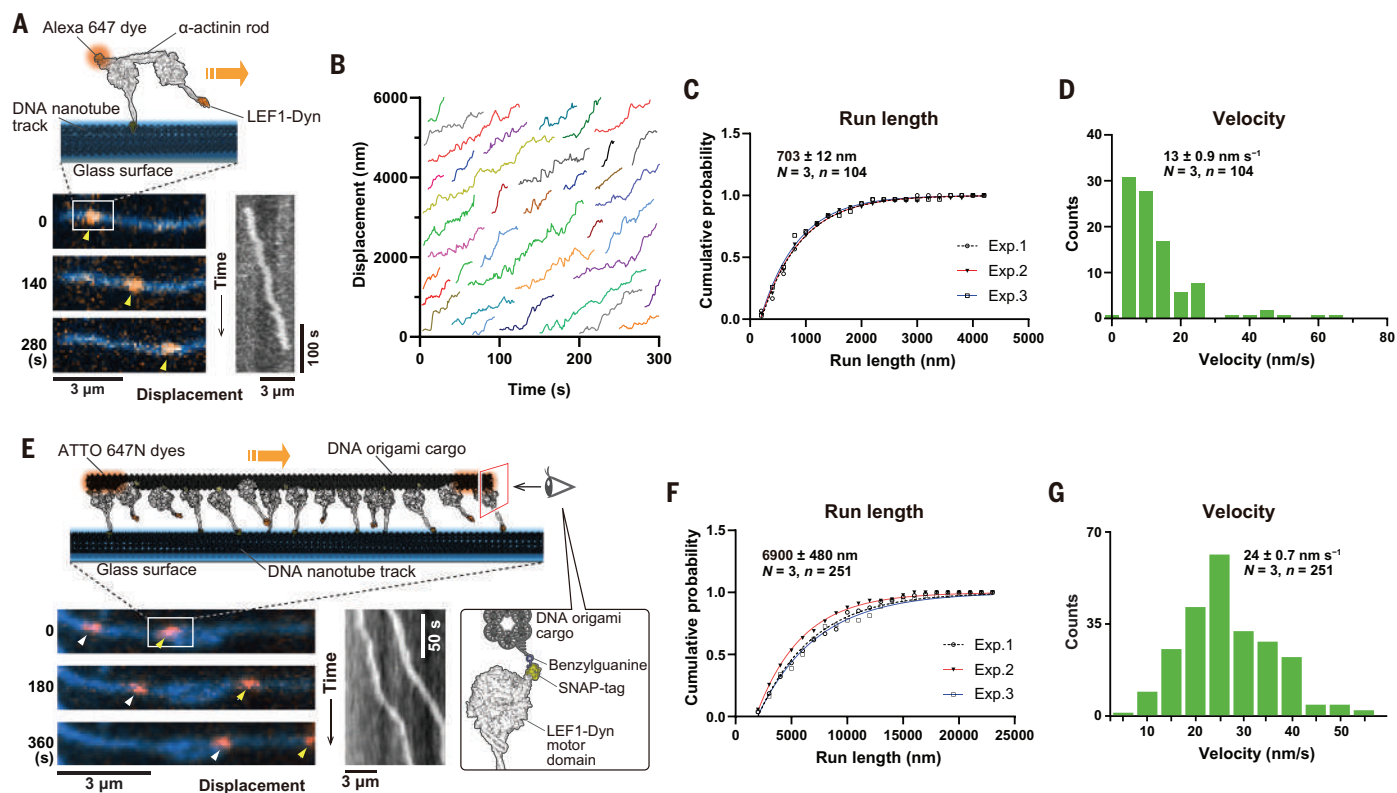 A
Alexa 647 dye
α-actinin rod
DNA nanotube
track
LEF1-Dyn
Glass surface
0
140
280
(s)
Time
100 s
3 µm
Displacement
3 µm
B
Displacement (nm)
6000
4000
2000
0
0
100
200
300
Time (s)
C
Run length
Cumulative probability
1.5
1.0
0.5
0.0
703 ± 12 nm
N = 3, n = 104
Exp.1
Exp.2
Exp.3
0
1000
2000
3000
4000
5000
Run length (nm)
D
Velocity
Counts
40
30
20
10
0
13 ± 0.9 nm s⁻¹
N = 3, n = 104
0
20
40
60
80
Velocity (nm/s)
E
ATTO 647N dyes
DNA origami cargo
Glass surface
DNA nanotube track
0
180
360
(s)
Time
50 s
3 µm
Displacement
3 µm
DNA origami
cargo
Benzylguanine
SNAP-tag
LEF1-Dyn
motor
domain
F
Run length
Cumulative probability
1.5
1.0
0.5
0.0
6900 ± 480 nm
N = 3, n = 251
Exp.1
Exp.2
Exp.3
0
5000
10000
15000
20000
25000
Run length (nm)
G
Velocity
Counts
70
35
0
24 ± 0.7 nm s⁻¹
N = 3, n = 251
10
20
30
40
50
Velocity (nm/s)